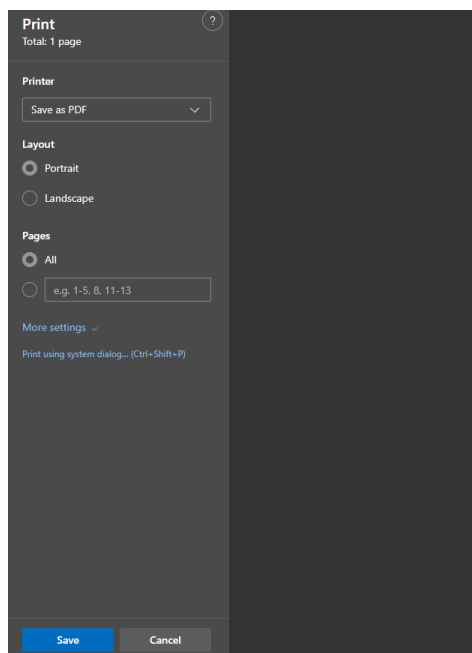 Print
?
Total: 1 page
Printer
Save as PDF
Layout
Portrait
Landscape
Pages
All
e.g. 1-5, 8, 11-13
More settings
Print using system dialog... (Ctrl+Shift+P)
Save Cancel